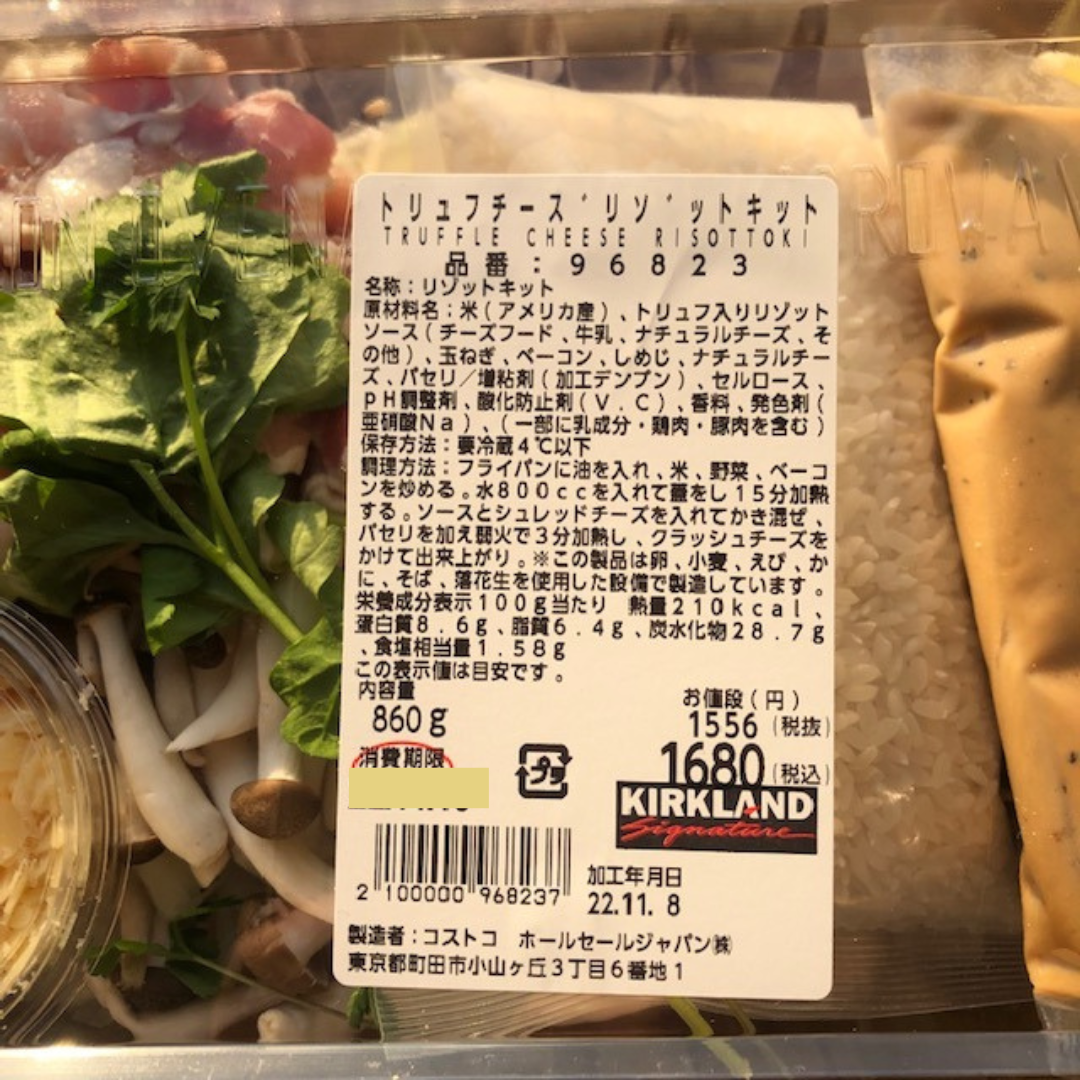 トリュフチーズリゾットキット
TRUFFLE CHEESE RISOTTOKI
品番:96823
名称:リゾットキット
原材料名:米(アメリカ産)、トリュフ入りリゾット
ソース(チーズフード、牛乳、ナチュラルチーズ、そ
の他)、玉ねぎ、ベーコン、しめじ、ナチュラルチー
ズ、パセリ/増粘剤(加工デンプン)、セルロース、
pH調整剤、酸化防止剤(V.C)、香料、発色剤(
亜硝酸Na)、(一部に乳成分・鶏肉・豚肉を含む)
保存方法:要冷蔵4℃以下
調理方法:フライパンに油を入れ、米、野菜、ベーコ
ンを炒める。水800ccを入れて蓋をし15分加熱
する。ソースとシュレッドチーズを入れてかき混ぜ、
パセリを加え弱火で3分加熱し、クラッシュチーズを
かけて出来上がり。※この製品は卵、小麦、えび、か
に、そば、落花生を使用した設備で製造しています。
栄養成分表示100g当たり 熱量210kcal、
蛋白質8.6g、脂質6.4g、炭水化物28.7g
、食塩相当量1.58g
この表示値は目安です。
内容量
860g
お値段(円)
1556(税抜)
1680(税込)
消費期限
プラ
KIRKLAND
Signature
2 100000 968237
加工年月日
22.11. 8
製造者:コストコ ホールセールジャパン㈱
東京都町田市小山ヶ丘3丁目6番地1